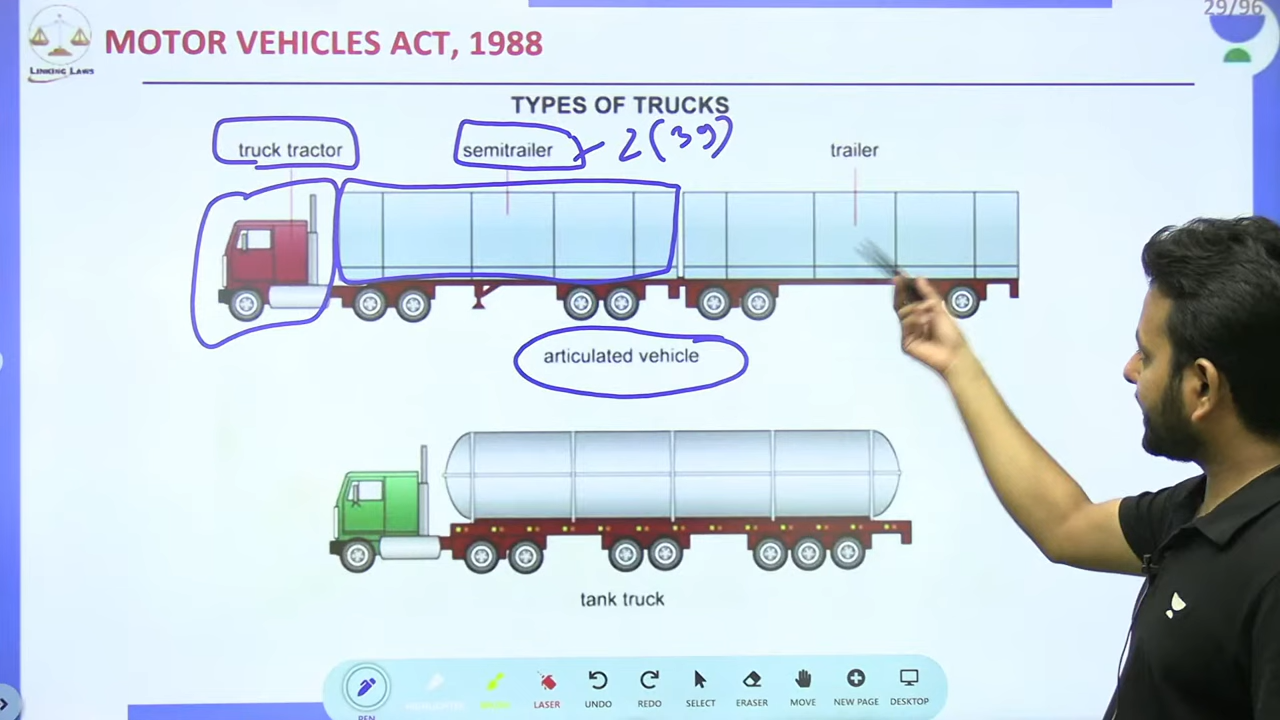 29/96
LINKING LAWS
MOTOR VEHICLES ACT, 1988
TYPES OF TRUCKS
truck tractor
semitrailer
2(39)
trailer
articulated vehicle
tank truck
PEN
HIGHLIGHTER
LASER
UNDO
REDO
SELECT
ERASER
MOVE
NEW PAGE
DESKTOP